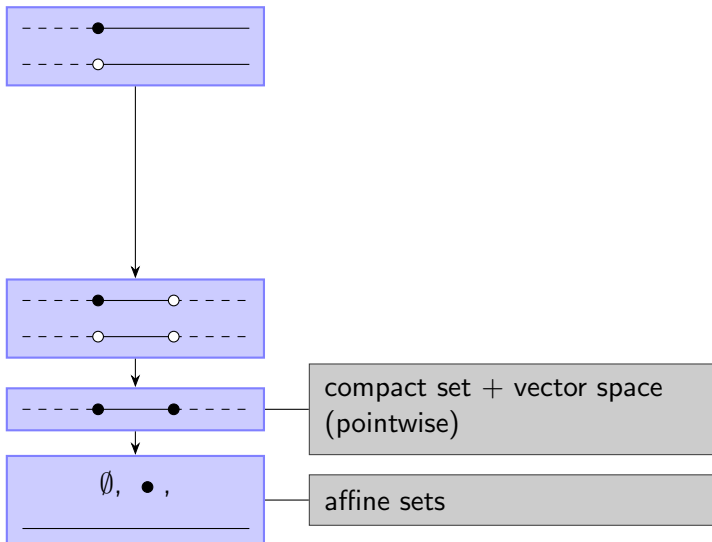 compact set + vector space
(pointwise)
∅, • ,
affine sets